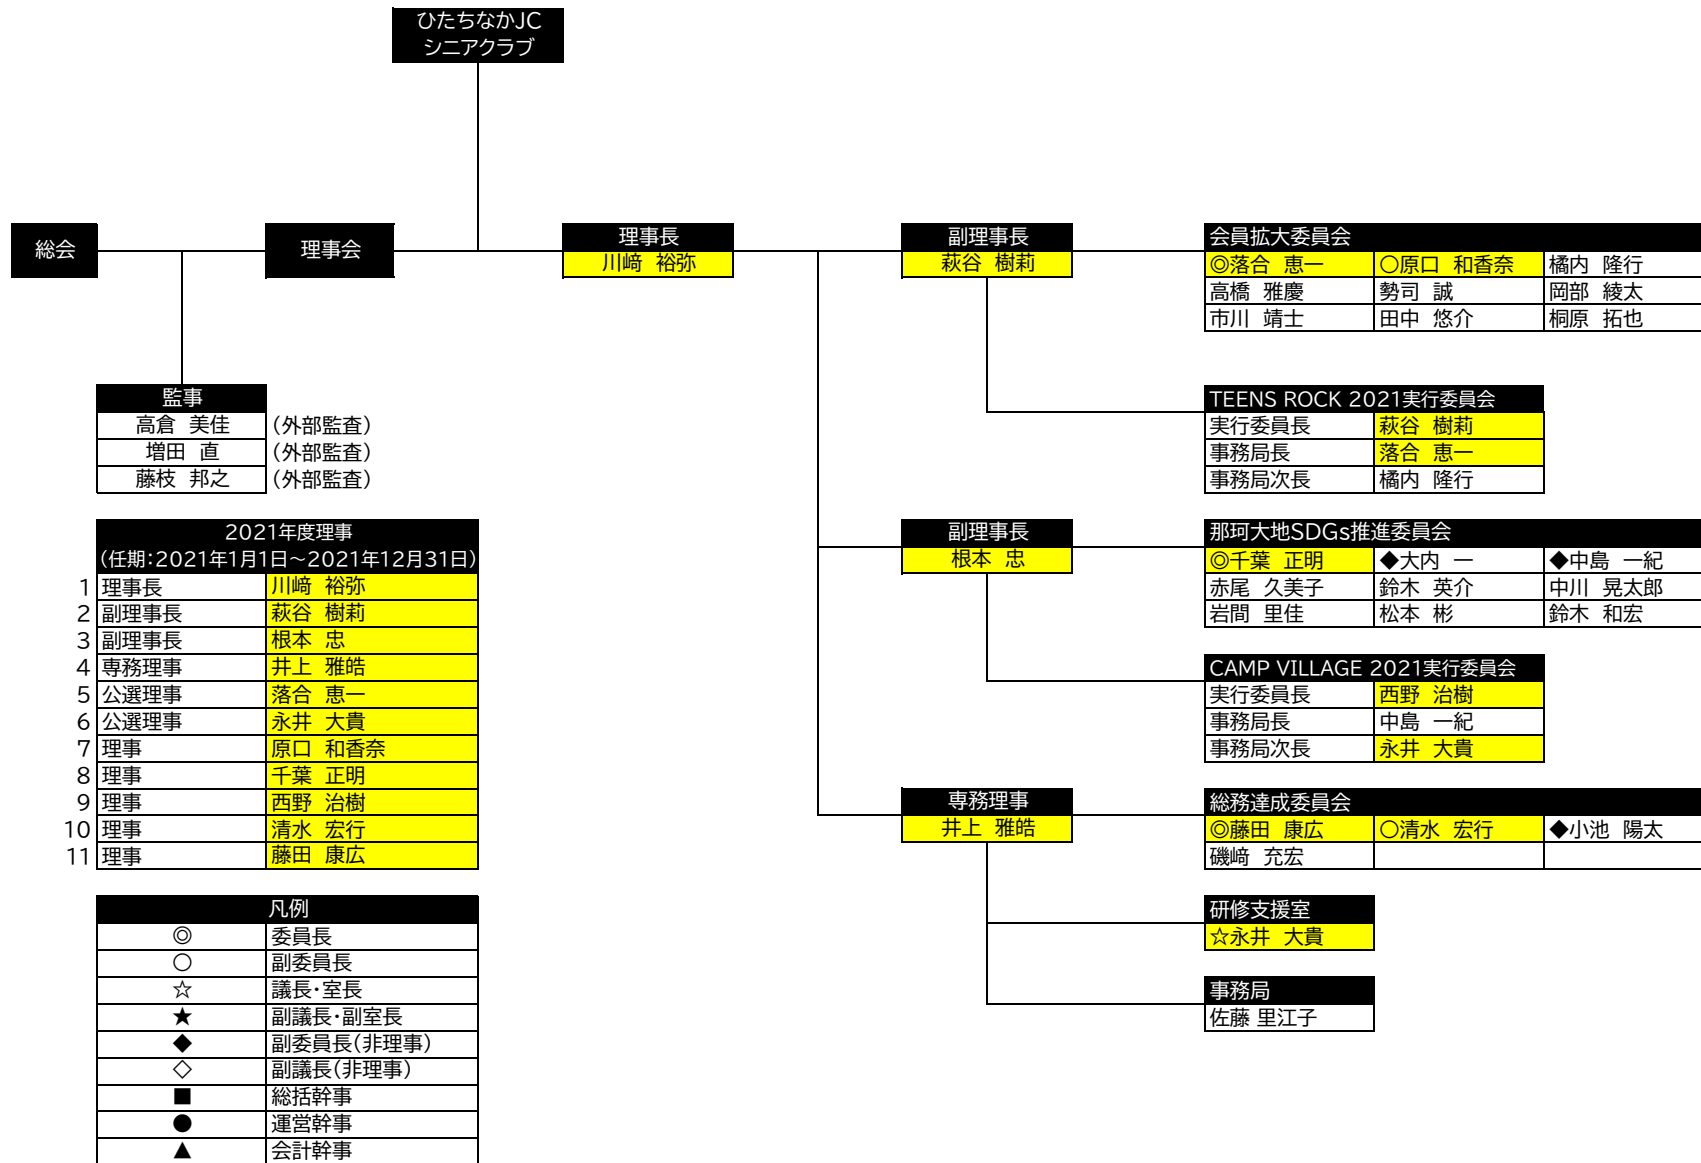 ひたちなかJC
シニアクラブ
総会
理事会
理事長
川﨑 裕弥
副理事長
萩谷 樹莉
会員拡大委員会
◎落合 恵一 ○原口 和香奈 橘内 隆行
高橋 雅慶 勢司 誠 岡部 綾太
市川 靖士 田中 悠介 桐原 拓也
監事
高倉 美佳 (外部監査)
増田 直 (外部監査)
藤枝 邦之 (外部監査)
TEENS ROCK 2021実行委員会
実行委員長 萩谷 樹莉
事務局長 落合 恵一
事務局次長 橘内 隆行
2021年度理事
(任期：2021年1月1日～2021年12月31日)
1 理事長 川﨑 裕弥
2 副理事長 萩谷 樹莉
3 副理事長 根本 忠
4 専務理事 井上 雅皓
5 公選理事 落合 恵一
6 公選理事 永井 大貴
7 理事 原口 和香奈
8 理事 千葉 正明
9 理事 西野 治樹
10 理事 清水 宏行
11 理事 藤田 康広
副理事長
根本 忠
那珂大地SDGs推進委員会
◎千葉 正明 ◆大内 一 ◆中島 一紀
赤尾 久美子 鈴木 英介 中川 晃太郎
岩間 里佳 松本 彬 鈴木 和宏
CAMP VILLAGE 2021実行委員会
実行委員長 西野 治樹
事務局長 中島 一紀
事務局次長 永井 大貴
専務理事
井上 雅皓
総務達成委員会
◎藤田 康広 ○清水 宏行 ◆小池 陽太
磯﨑 充宏
研修支援室
☆永井 大貴
事務局
佐藤 里江子
凡例
◎ 委員長
○ 副委員長
☆ 議長・室長
★ 副議長・副室長
◆ 副委員長(非理事)
◇ 副議長(非理事)
■ 総括幹事
● 運営幹事
▲ 会計幹事